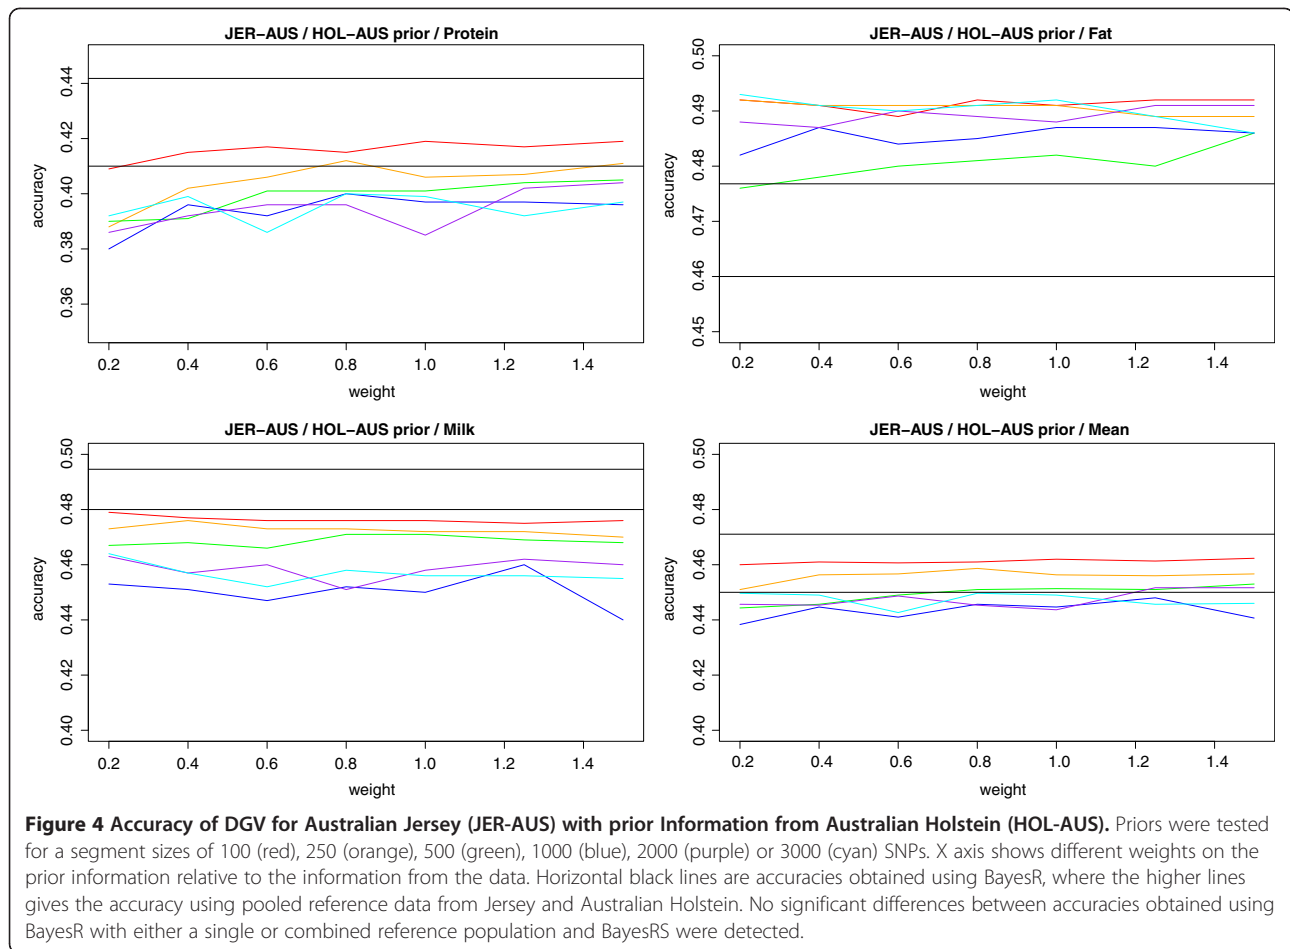 JER−AUS / HOL−AUS prior / Protein
accuracy
0.36 0.38 0.40 0.42 0.44
0.2 0.4 0.6 0.8 1.0 1.2 1.4
weight
JER−AUS / HOL−AUS prior / Fat
accuracy
0.45 0.46 0.47 0.48 0.49 0.50
0.2 0.4 0.6 0.8 1.0 1.2 1.4
weight
JER−AUS / HOL−AUS prior / Milk
accuracy
0.40 0.42 0.44 0.46 0.48 0.50
0.2 0.4 0.6 0.8 1.0 1.2 1.4
weight
JER−AUS / HOL−AUS prior / Mean
accuracy
0.40 0.42 0.44 0.46 0.48 0.50
0.2 0.4 0.6 0.8 1.0 1.2 1.4
weight
Figure 4 Accuracy of DGV for Australian Jersey (JER-AUS) with prior Information from Australian Holstein (HOL-AUS). Priors were tested
for a segment sizes of 100 (red), 250 (orange), 500 (green), 1000 (blue), 2000 (purple) or 3000 (cyan) SNPs. X axis shows different weights on the
prior information relative to the information from the data. Horizontal black lines are accuracies obtained using BayesR, where the higher lines
gives the accuracy using pooled reference data from Jersey and Australian Holstein. No significant differences between accuracies obtained using
BayesR with either a single or combined reference population and BayesRS were detected.